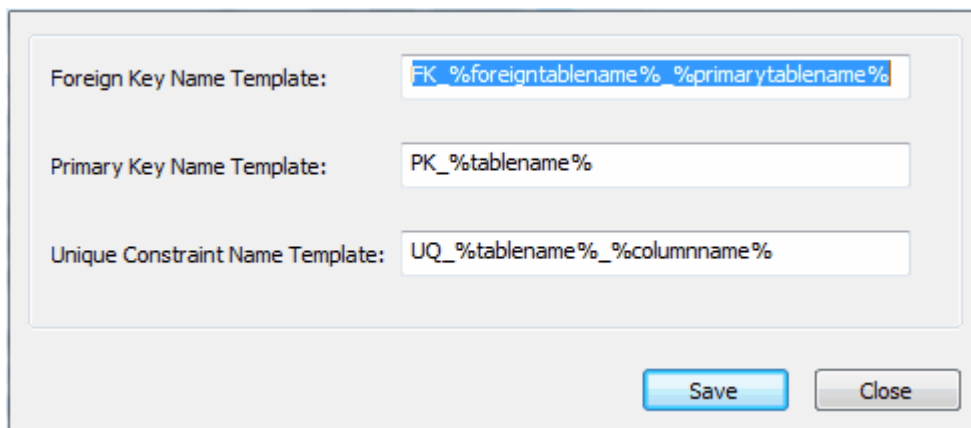 Foreign Key Name Template: FK_%foreigntablename%_%primarytablename%
Primary Key Name Template: PK_%tablename%
Unique Constraint Name Template: UQ_%tablename%_%columnname%
Save Close